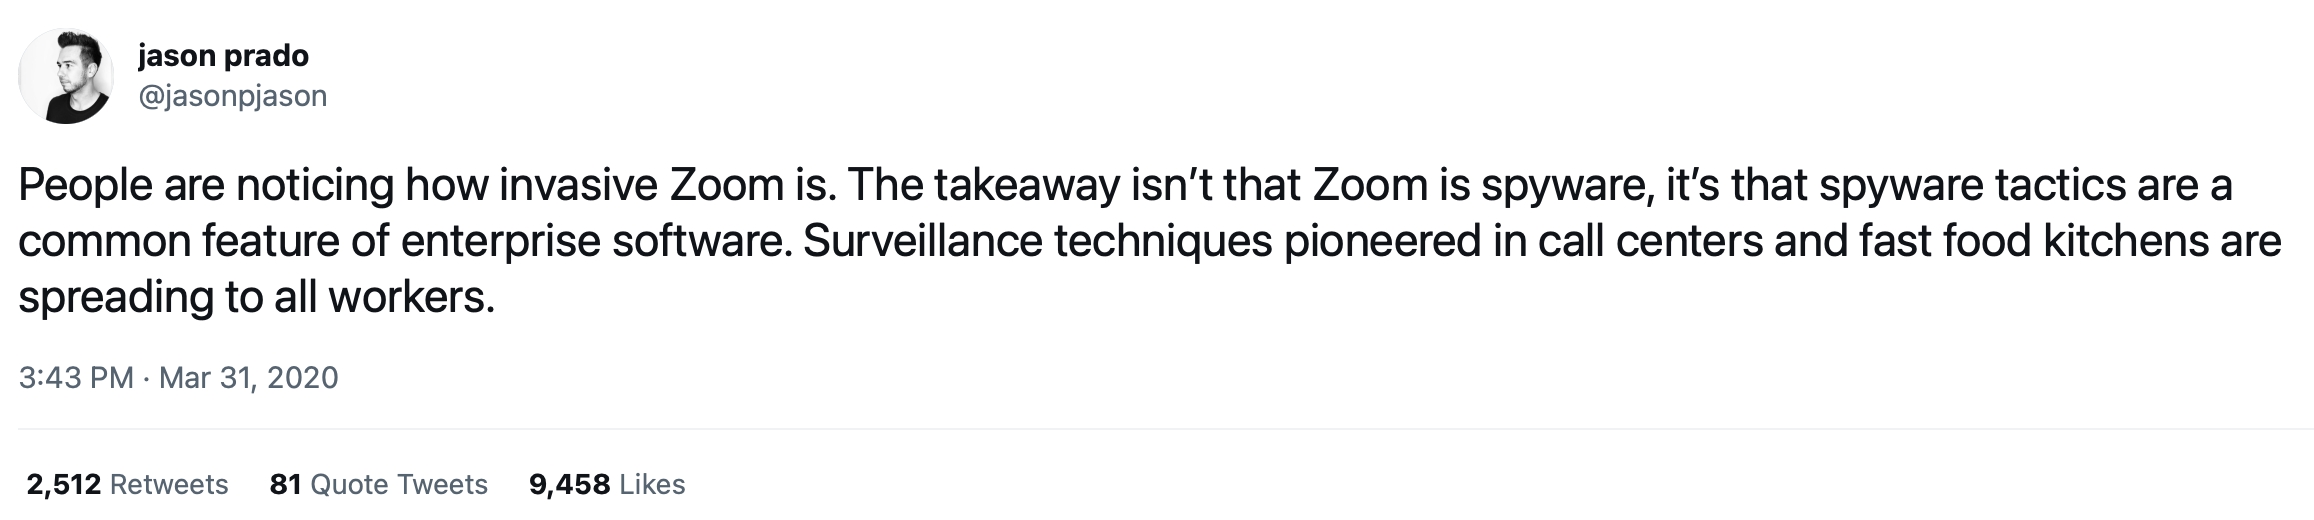 jason prado
@jasonpjason
People are noticing how invasive Zoom is. The takeaway isn’t that Zoom is spyware, it’s that spyware tactics are a
common feature of enterprise software. Surveillance techniques pioneered in call centers and fast food kitchens are
spreading to all workers.
3:43 PM · Mar 31, 2020
2,512 Retweets 81 Quote Tweets 9,458 Likes